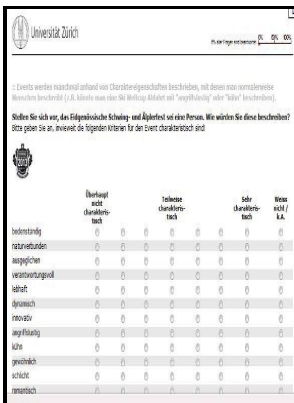 Universität Zürich
0% 50% 100%
:: Events werden manchmal anhand von Charaktereigenschaften beschrieben, mit denen man normalerweise
Menschen beschreibt (z.B. könnte man eine Ski Weltcup Abfahrt mit "angriffslustig" oder "kühn" beschreiben).
Stellen Sie sich vor, das Eidgenössische Schwing- und Älplerfest sei eine Person. Wie würden Sie diese beschreiben?
Bitte geben Sie an, inwieweit die folgenden Kriterien für den Event charakteristisch sind!
Überhaupt nicht charakteris-tisch Teilweise charakteris-tisch Sehr charakteris-tisch Weiss nicht / k.A.
bodenständig
naturverbunden
ausgeglichen
verantwortungsvoll
lebhaft
dynamisch
innovativ
angriffslustig
kühn
gewöhnlich
schlicht
romantisch